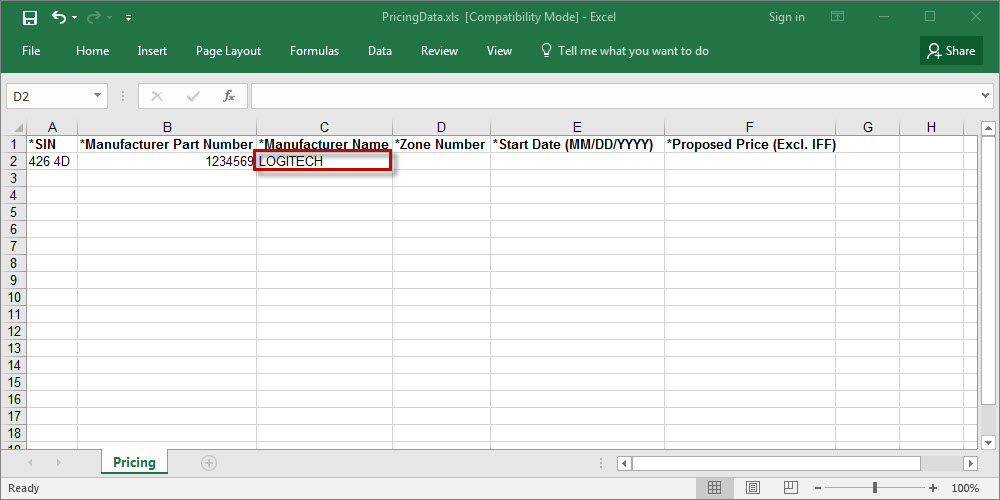 PricingData.xls [Compatibility Mode] - Excel
Sign in
File Home Insert Page Layout Formulas Data Review View Tell me what you want to do Share
D2 fx
A B C D E F G H
1 *SIN *Manufacturer Part Number *Manufacturer Name *Zone Number *Start Date (MM/DD/YYYY) *Proposed Price (Excl. IFF)
2 426 4D 1234569 LOGITECH
3
4
5
6
7
8
9
10
11
12
13
14
15
16
17
18
19
Pricing
Ready 100%